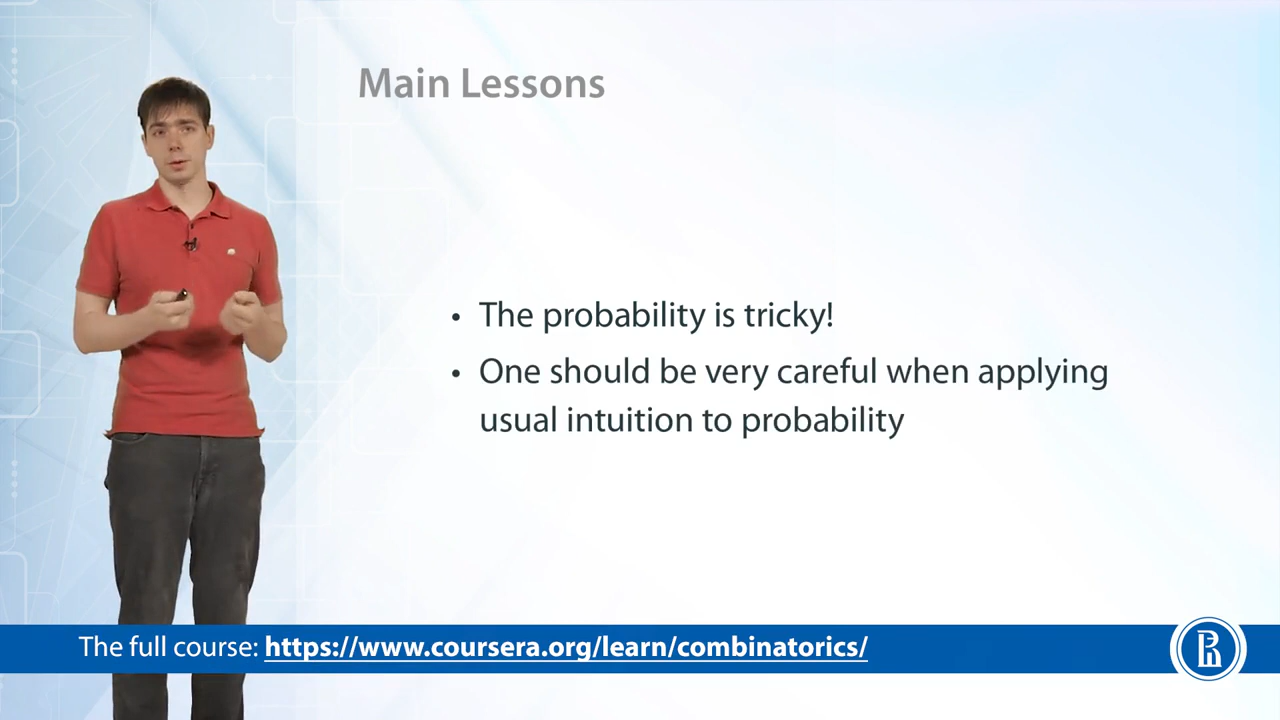 Main Lessons
• The probability is tricky!
• One should be very careful when applying
usual intuition to probability
The full course: https://www.coursera.org/learn/combinatorics/